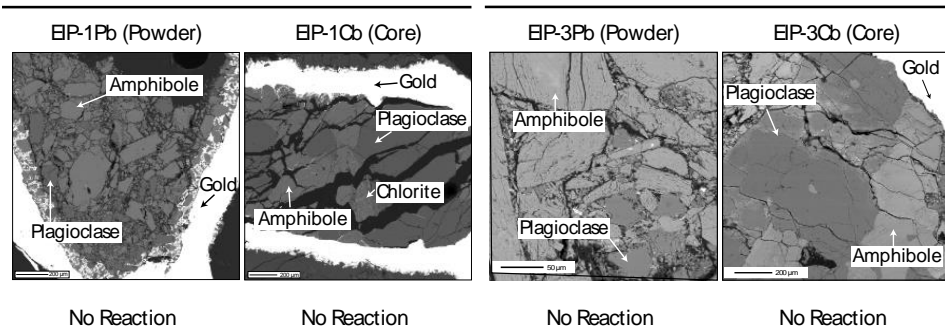 EIP-1Pb (Powder)
EIP-1Cb (Core)
EIP-3Pb (Powder)
EIP-3Cb (Core)
Amphibole
Gold
Plagioclase
200 µm
Gold
Plagioclase
Chlorite
Amphibole
200 µm
Amphibole
Plagioclase
50 µm
Gold
Plagioclase
Amphibole
200 µm
No Reaction
No Reaction
No Reaction
No Reaction